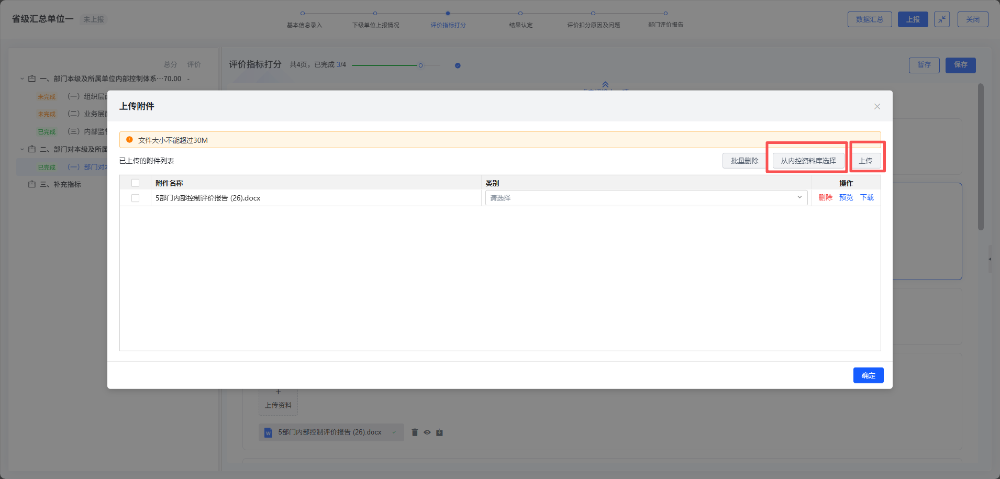 省级汇总单位一 未上报
基本信息录入 下级单位上报情况 评价指标打分 结果认定 评价扣分原因及问题 部门评价报告
数据汇总 上报 关闭
总分 评价
一、部门本级及所属单位内部控制体系…70.00 -
未完成 （一）组织层面
未完成 （二）业务层面
已完成 （三）内部监督
二、部门对本级及所属
已完成 （一）部门对本
三、补充指标
评价指标打分 共4页，已完成 3/4
暂存 保存
上传附件
文件大小不能超过30M
已上传的附件列表
批量删除 从内控资料库选择 上传
附件名称 类别 操作
5部门内部控制评价报告 (26).docx 请选择 删除 预览 下载
确定
+
上传资料
W 5部门内部控制评价报告 (26).docx